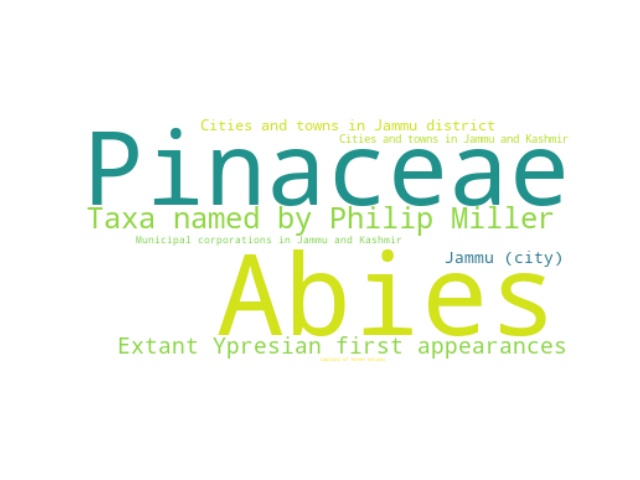 Cities and towns in Jammu district
Cities and towns in Jammu and Kashmir
Pinaceae
Taxa named by Philip Miller
Municipal corporations in Jammu and Kashmir
Jammu (city)
Abies
Extant Ypresian first appearances